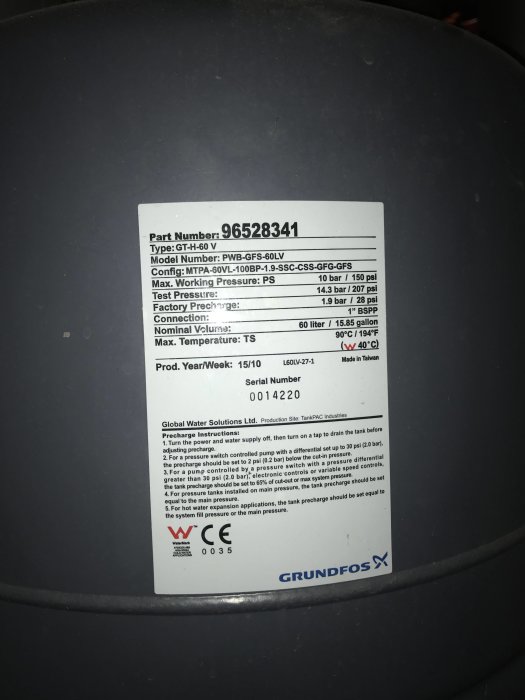 Part Number: 96528341
Type: GT-H-60 V
Model Number: PWB-GFS-60LV
Config: MTPA-60VL-100BP-1.9-SSC-CSS-GFG-GFS
Max. Working Pressure: PS 10 bar / 150 psi
Test Pressure: 14.3 bar / 207 psi
Factory Precharge: 1.9 bar / 28 psi
Connection: 1" BSPP
Nominal Volume: 60 liter / 15.85 gallon
Max. Temperature: TS 90°C / 194°F
(W 40°C)
Prod. Year/Week: 15/10 L60LV-27-1 Made in Taiwan
Serial Number
0014220
Global Water Solutions Ltd. Production Site: TankPAC Industries
Precharge Instructions:
1. Turn the power and water supply off, then turn on a tap to drain the tank before
adjusting precharge.
2. For a pressure switch controlled pump with a differential set up to 30 psi (2.0 bar),
the precharge should be set to 2 psi (0.2 bar) below the cut-in pressure.
3. For a pump controlled by a pressure switch with a pressure differential
greater than 30 psi (2.0 bar), electronic controls or variable speed controls,
the tank precharge should be set to 65% of cut-out or max system pressure.
4. For pressure tanks installed on main pressure, the tank precharge should be set
equal to the main pressure.
5. For hot water expansion applications, the tank precharge should be set equal to
the system fill pressure or the main pressure.
W™ CE
WaterMark
0035
GRUNDFOS X